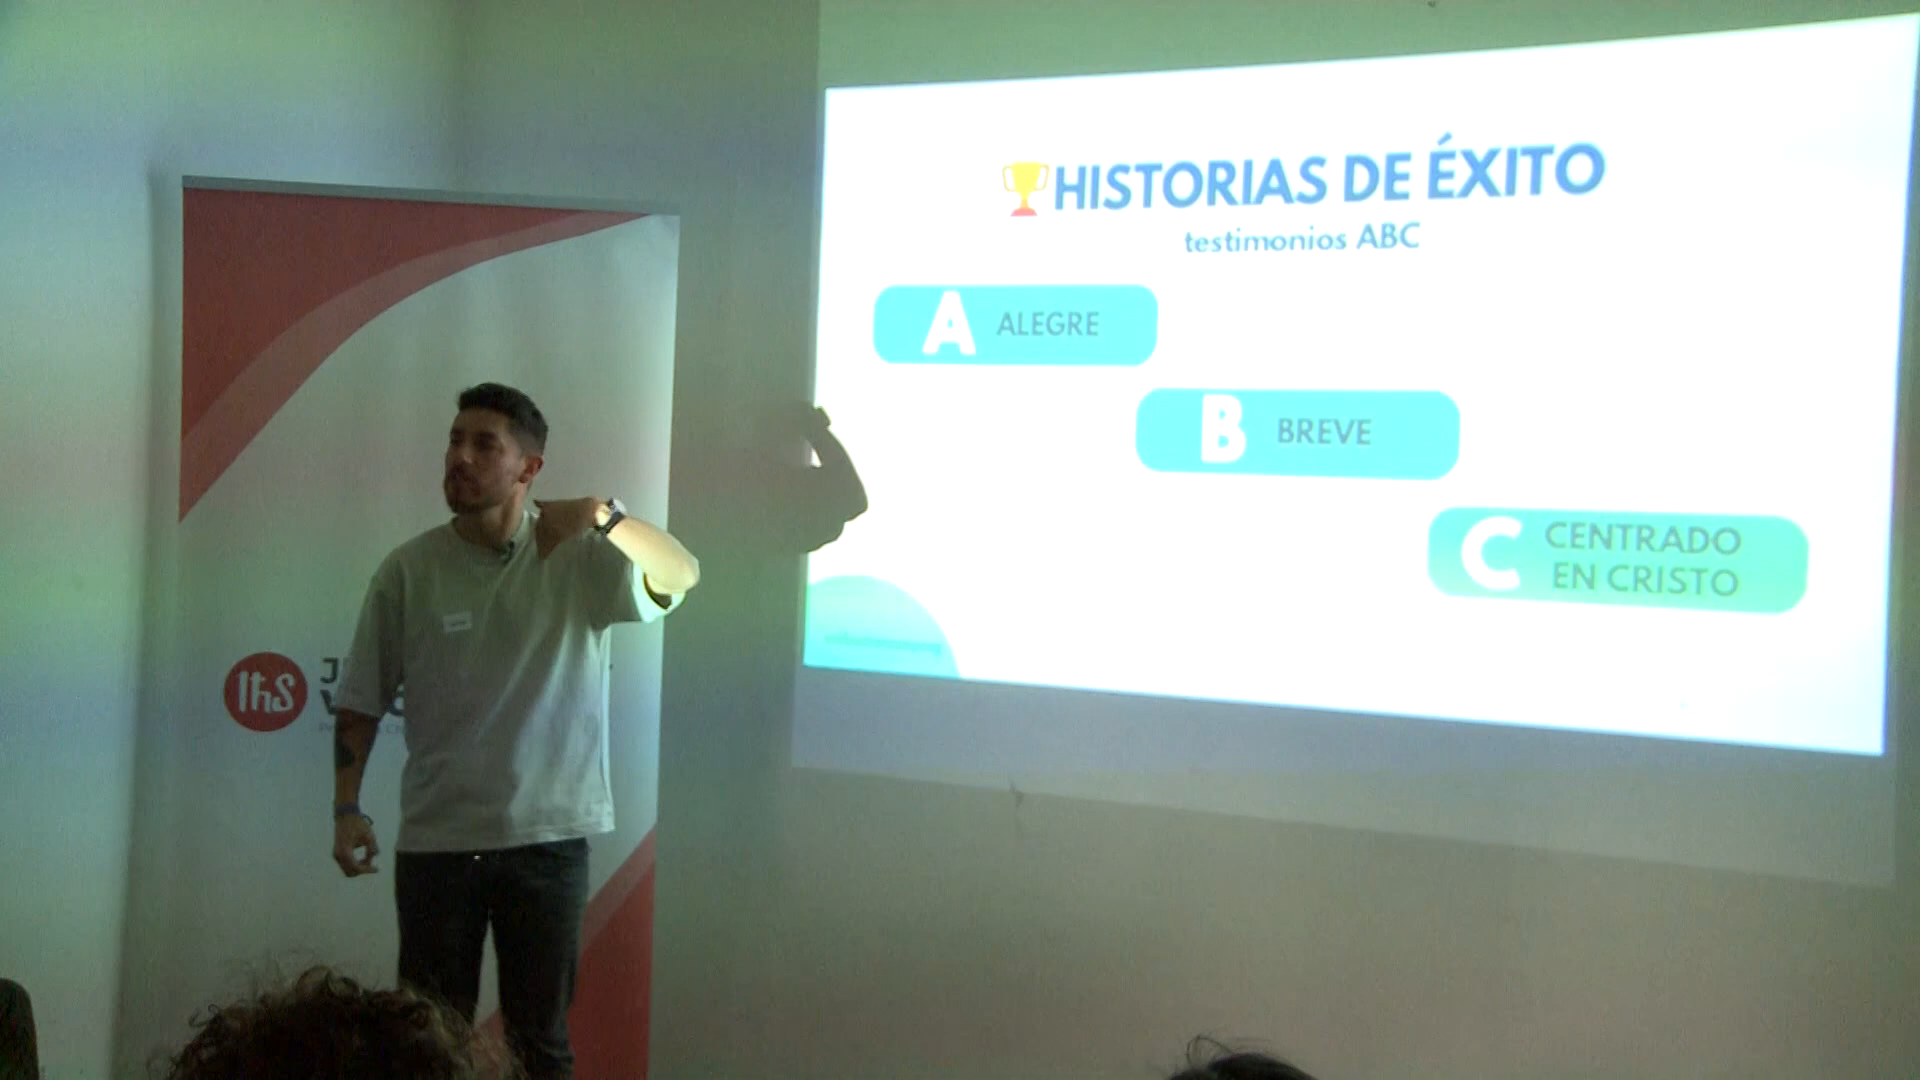 HISTORIAS DE ÉXITO
testimonios ABC
A ALEGRE
B BREVE
C CENTRADO
EN CRISTO
IHS